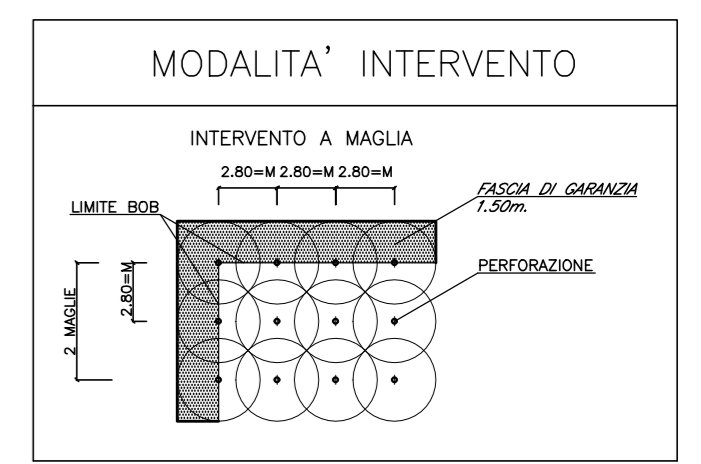 MODALITA' INTERVENTO
INTERVENTO A MAGLIA
2.80=M 2.80=M 2.80=M
FASCIA DI GARANZIA
1.50m.
LIMITE BOB
PERFORAZIONE
2 MAGLIE
2.80=M